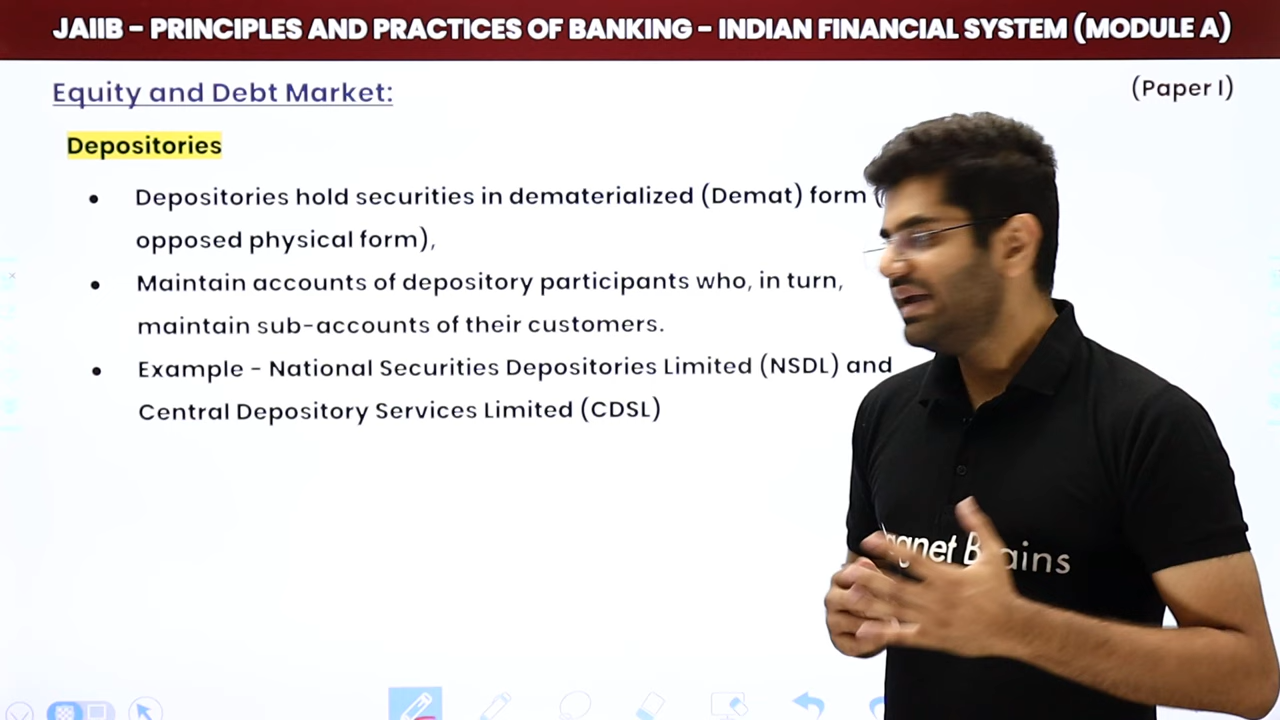 JAIIB - PRINCIPLES AND PRACTICES OF BANKING - INDIAN FINANCIAL SYSTEM (MODULE A)
Equity and Debt Market:
(Paper I)
Depositories
• Depositories hold securities in dematerialized (Demat) form (
opposed physical form),
• Maintain accounts of depository participants who, in turn,
maintain sub-accounts of their customers.
• Example - National Securities Depositories Limited (NSDL) and
Central Depository Services Limited (CDSL)